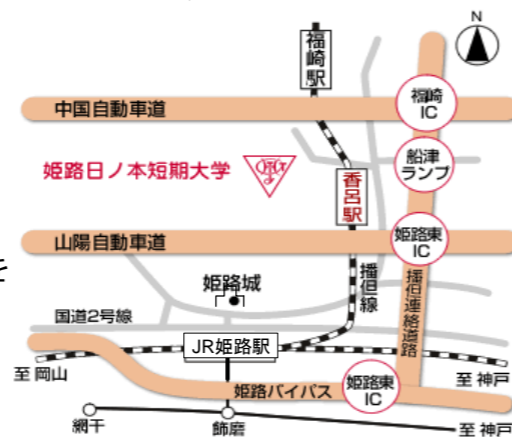 N
福崎駅
福崎
IC
中国自動車道
船津
ランプ
姫路日ノ本短期大学
香呂駅
山陽自動車道
姫路東
IC
を
播但線
播但連絡道路
姫路城
国道2号線
JR姫路駅
至 岡山
至 神戸
姫路バイパス
姫路東
IC
網干
飾磨
至 神戸